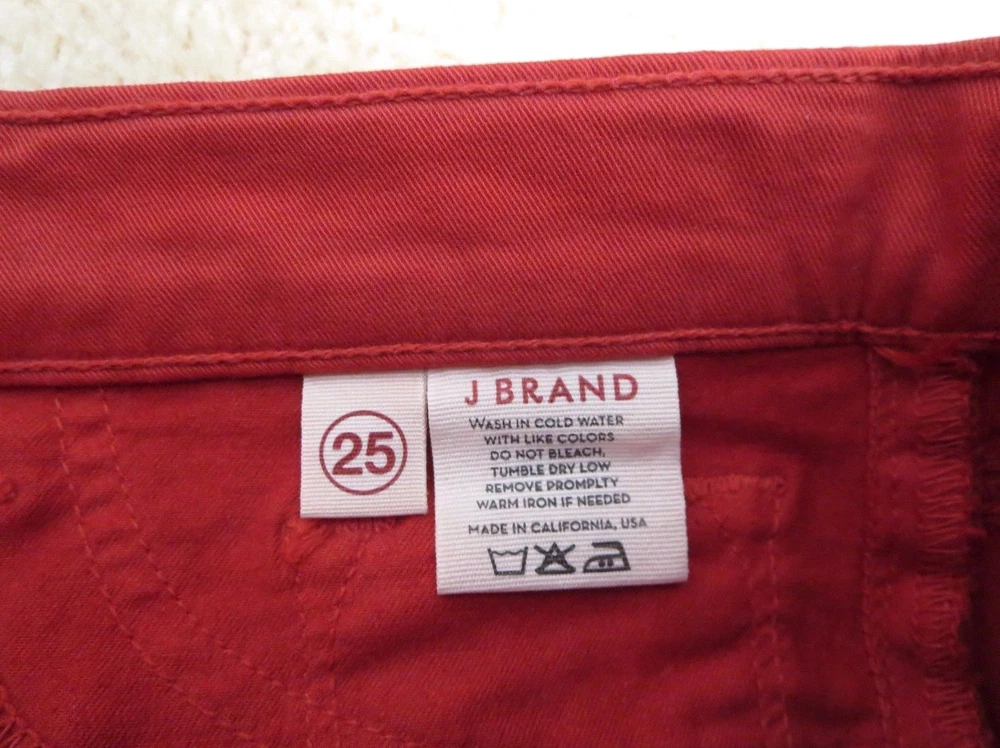 25
J BRAND
WASH IN COLD WATER
WITH LIKE COLORS
DO NOT BLEACH,
TUMBLE DRY LOW
REMOVE PROMPLTY
WARM IRON IF NEEDED
MADE IN CALIFORNIA, USA